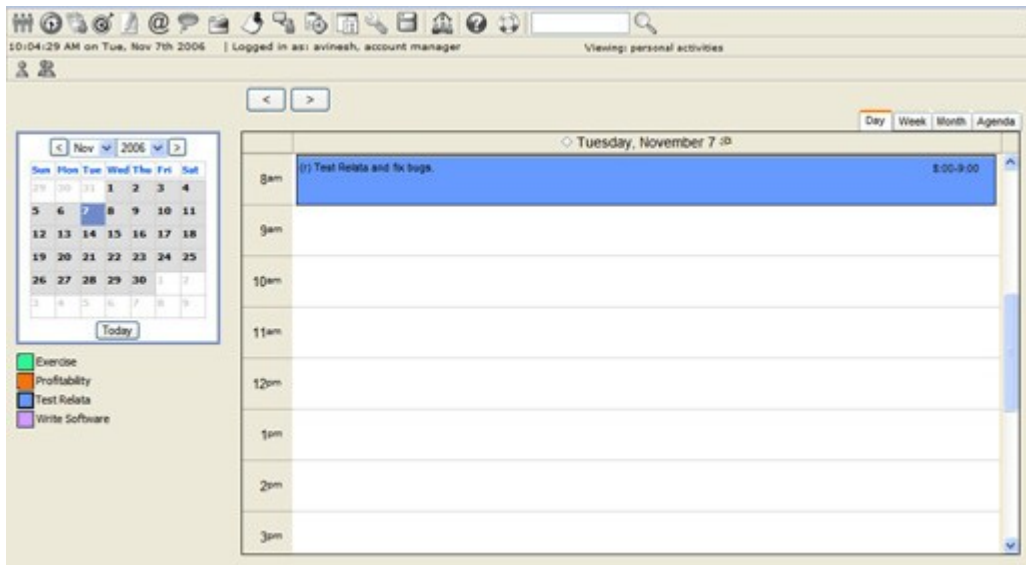 10:04:29 AM on Tue, Nov 7th 2006 | Logged in as: avinesh, account manager Viewing: personal activities
< >
Day Week Month Agenda
< Nov 2006 >
Sun Mon Tue Wed Thu Fri Sat
29 30 31 1 2 3 4
5 6 7 8 9 10 11
12 13 14 15 16 17 18
19 20 21 22 23 24 25
26 27 28 29 30 1 2
3 4 5 6 7 8 9
Today
Exercise
Profitability
Test Relata
Write Software
Tuesday, November 7
8am (r) Test Relata and fix bugs. 8:00-9:00
9am
10am
11am
12pm
1pm
2pm
3pm